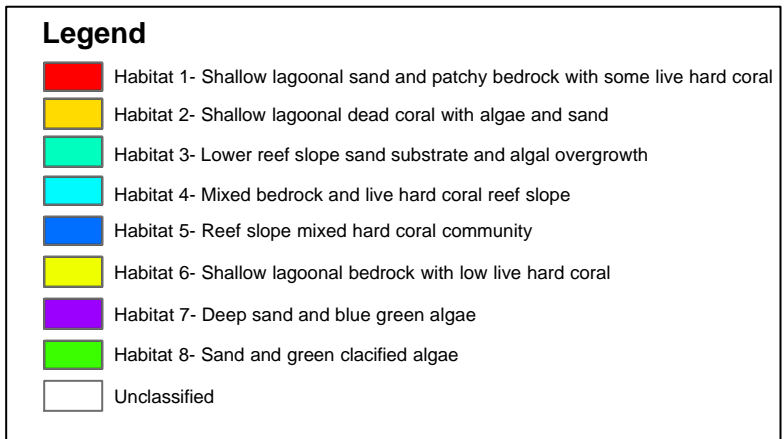 Legend
Habitat 1- Shallow lagoonal sand and patchy bedrock with some live hard coral
Habitat 2- Shallow lagoonal dead coral with algae and sand
Habitat 3- Lower reef slope sand substrate and algal overgrowth
Habitat 4- Mixed bedrock and live hard coral reef slope
Habitat 5- Reef slope mixed hard coral community
Habitat 6- Shallow lagoonal bedrock with low live hard coral
Habitat 7- Deep sand and blue green algae
Habitat 8- Sand and green clacified algae
Unclassified